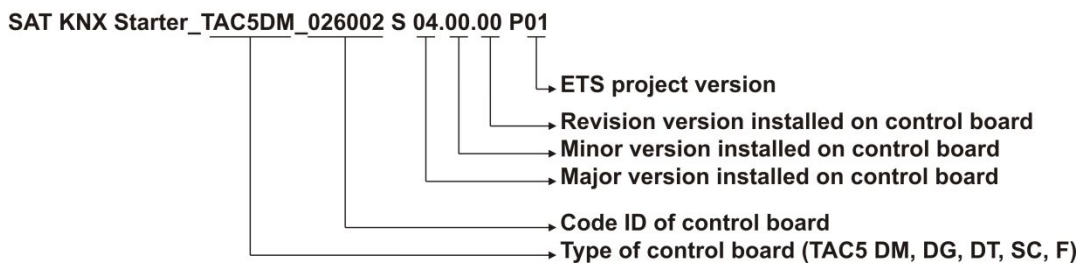 SAT KNX Starter_TAC5DM_026002 S 04.00.00 P01
ETS project version
Revision version installed on control board
Minor version installed on control board
Major version installed on control board
Code ID of control board
Type of control board (TAC5 DM, DG, DT, SC, F)